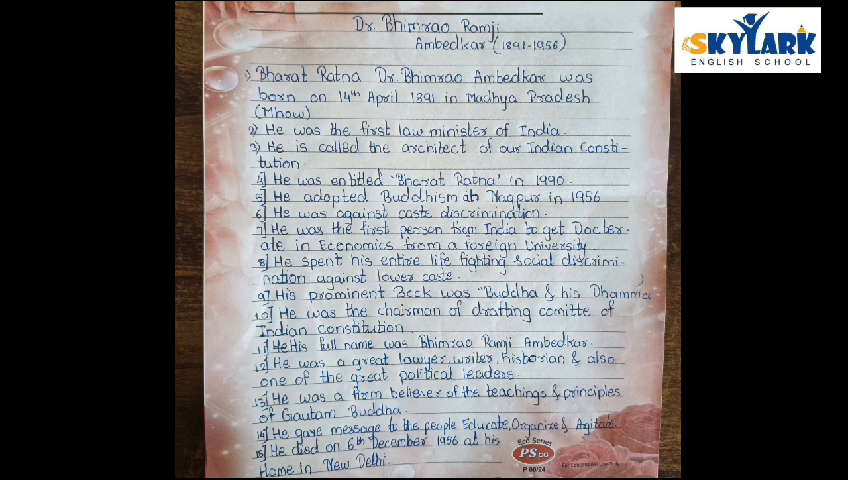 Dr. Bhimrao Ramji
Ambedkar (1891-1956)
SKYLARK
ENGLISH SCHOOL
1) Bharat Ratna Dr. Bhimrao Ambedkar was
born on 14th April 1891 in Madhya Pradesh
(Mhow)
2) He was the first law minister of India.
3) He is called the architect of our Indian Consti-
tution
4] He was entitled 'Bharat Ratna' in 1990.
5] He adopted Buddhism at Nagpur in 1956
6] He was against caste discrimination.
7] He was the first person from India to get Docter-
ate in Economics from a foreign University.
8] He spent his entire life fighting social discrimi-
nation against lower caste.
9] His prominent Book was "Buddha & his Dhamma
10] He was the chairman of drafting comitte of
Indian constitution.
11] His full name was Bhimrao Ramji Ambedkar.
12] He was a great lawyer, writer, historian & also
one of the great political leaders.
13] He was a firm believer of the teachings & principles
of Gautam Buddha.
14] He gave message to the people Educate, Organize & Agitate.
15] He died on 6th December 1956 at his
Home in New Delhi.
Eco Series
PS
P 08/24